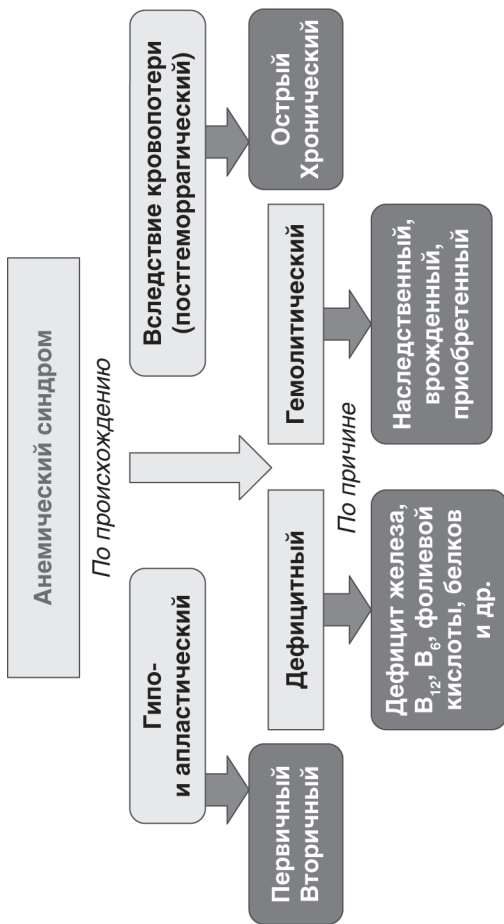 Анемический синдром
По происхождению
Гипо-
и апластический
Вследствие кровопотери
(постгеморрагический)
Первичный
Вторичный
Дефицитный
Гемолитический
Острый
Хронический
По причине
Дефицит железа,
B₁₂, B₆, фолиевой
кислоты, белков
и др.
Наследственный,
врожденный,
приобретенный